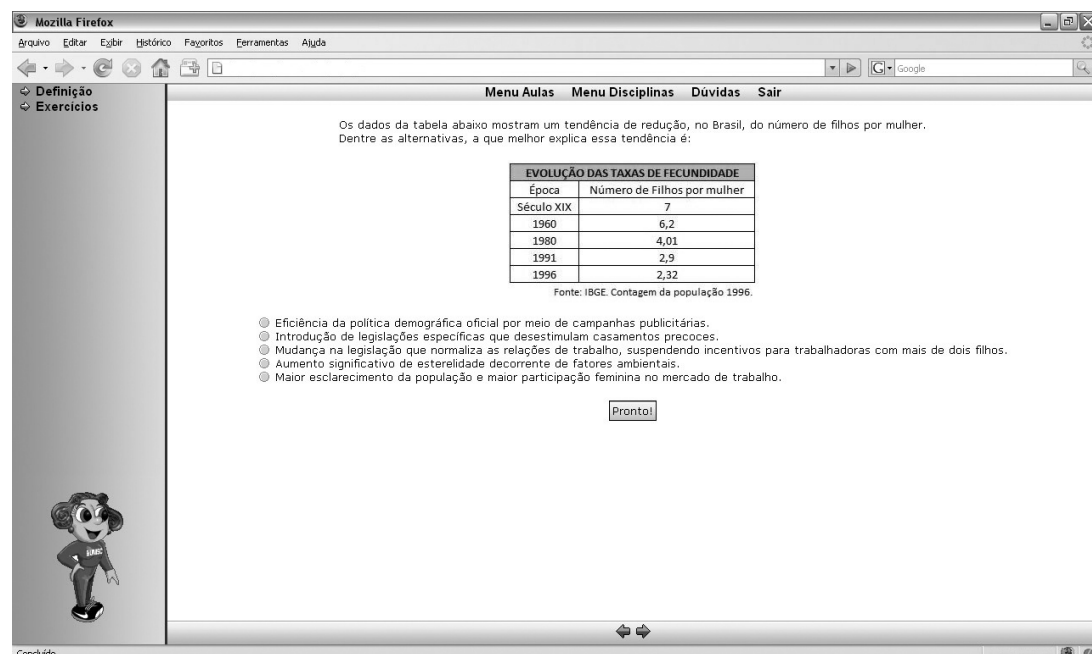 Mozilla Firefox
Arquivo Editar Exibir Histórico Favoritos Ferramentas Ajuda
G Google
Definição
Exercícios
Menu Aulas Menu Disciplinas Dúvidas Sair
Os dados da tabela abaixo mostram um tendência de redução, no Brasil, do número de filhos por mulher.
Dentre as alternativas, a que melhor explica essa tendência é:
EVOLUÇÃO DAS TAXAS DE FECUNDIDADE
Época Número de Filhos por mulher
Século XIX 7
1960 6,2
1980 4,01
1991 2,9
1996 2,32
Fonte: IBGE. Contagem da população 1996.
Eficiência da política demográfica oficial por meio de campanhas publicitárias.
Introdução de legislações específicas que desestimulam casamentos precoces.
Mudança na legislação que normaliza as relações de trabalho, suspendendo incentivos para trabalhadoras com mais de dois filhos.
Aumento significativo de esterelidade decorrente de fatores ambientais.
Maior esclarecimento da população e maior participação feminina no mercado de trabalho.
Pronto!
Concluído